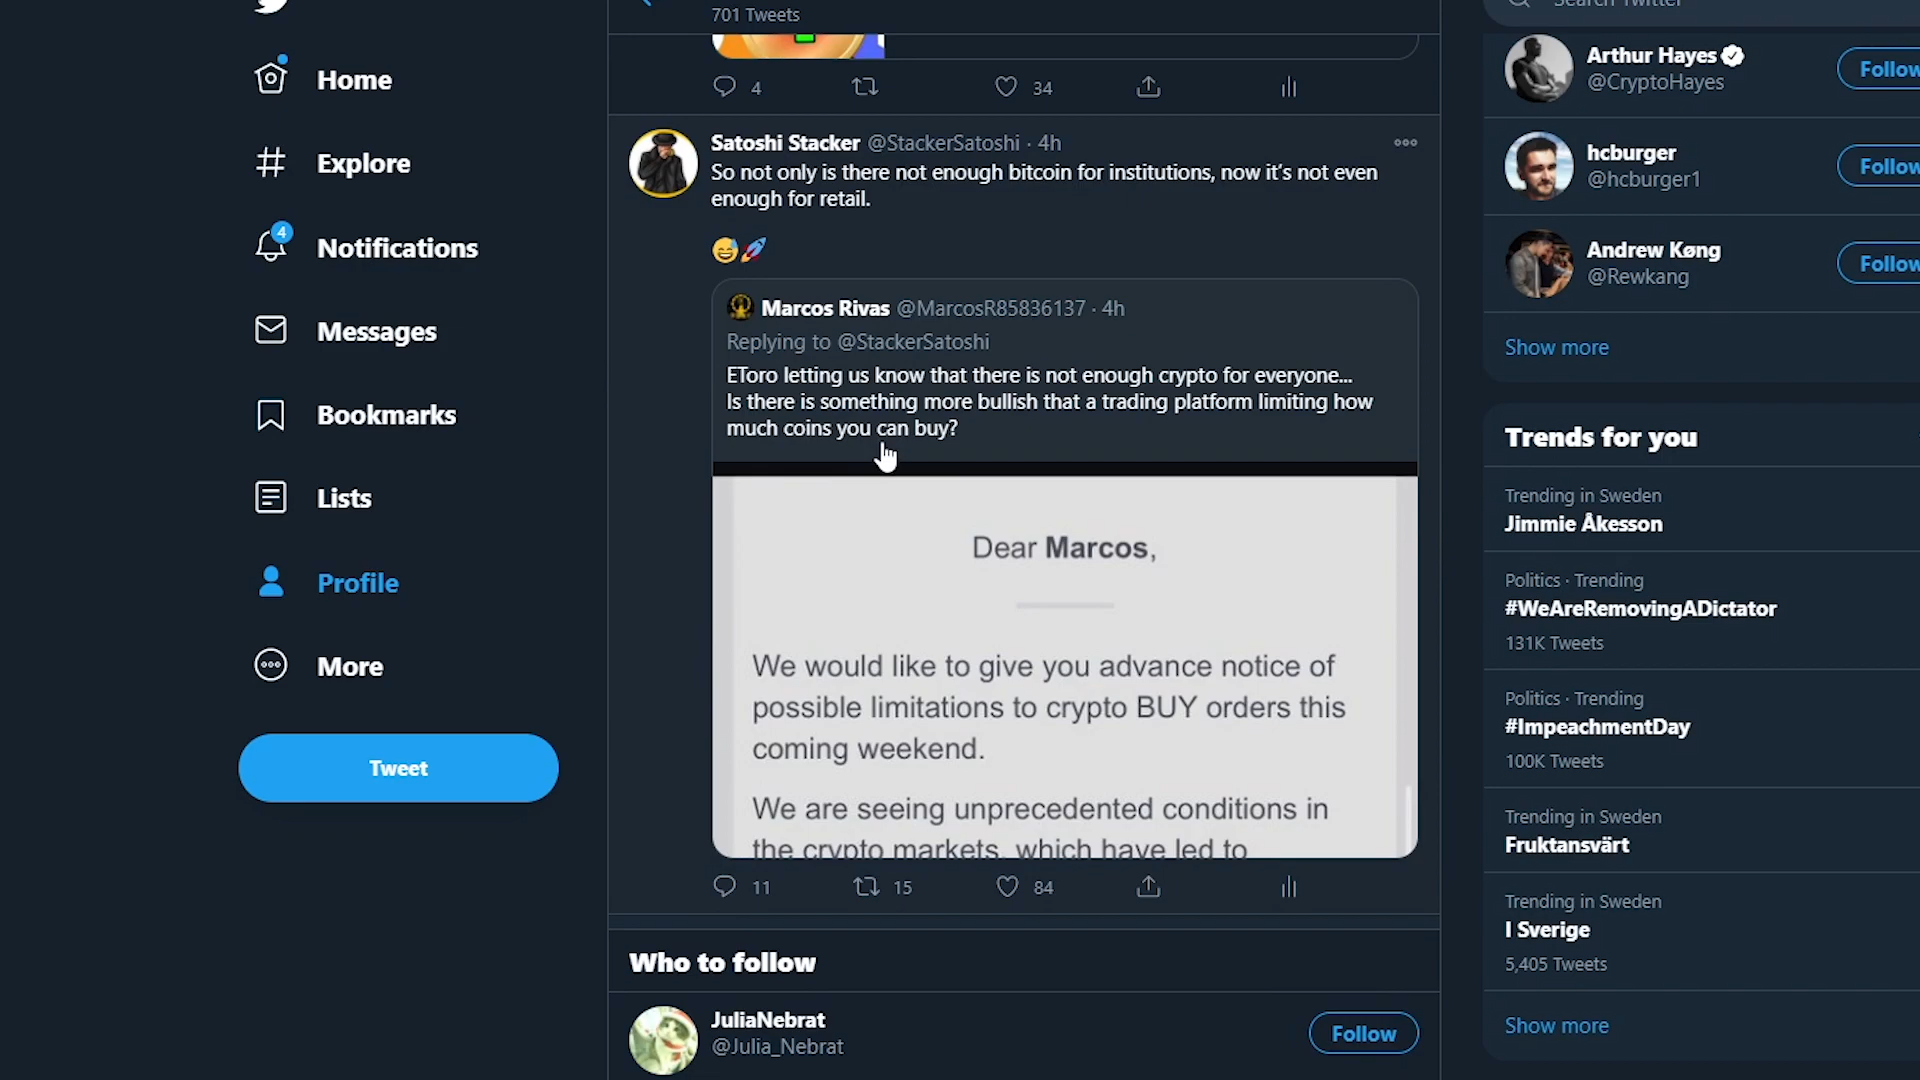 Home
Explore
4
Notifications
Messages
Bookmarks
Lists
Profile
More
Tweet
701 Tweets
4
34
Satoshi Stacker @StackerSatoshi · 4h
So not only is there not enough bitcoin for institutions, now it's not even
enough for retail.
Marcos Rivas @MarcosR85836137 · 4h
Replying to @StackerSatoshi
EToro letting us know that there is not enough crypto for everyone...
Is there is something more bullish that a trading platform limiting how
much coins you can buy?
Dear Marcos,
We would like to give you advance notice of
possible limitations to crypto BUY orders this
coming weekend.
We are seeing unprecedented conditions in
the crypto markets, which have led to
11
15
84
Who to follow
JuliaNebrat
@Julia_Nebrat
Follow
Search Twitter
Arthur Hayes
@CryptoHayes
Follow
hcburger
@hcburger1
Follow
Andrew Køng
@Rewkang
Follow
Show more
Trends for you
Trending in Sweden
Jimmie Åkesson
Politics · Trending
#WeAreRemovingADictator
131K Tweets
Politics · Trending
#ImpeachmentDay
100K Tweets
Trending in Sweden
Fruktansvärt
Trending in Sweden
I Sverige
5,405 Tweets
Show more